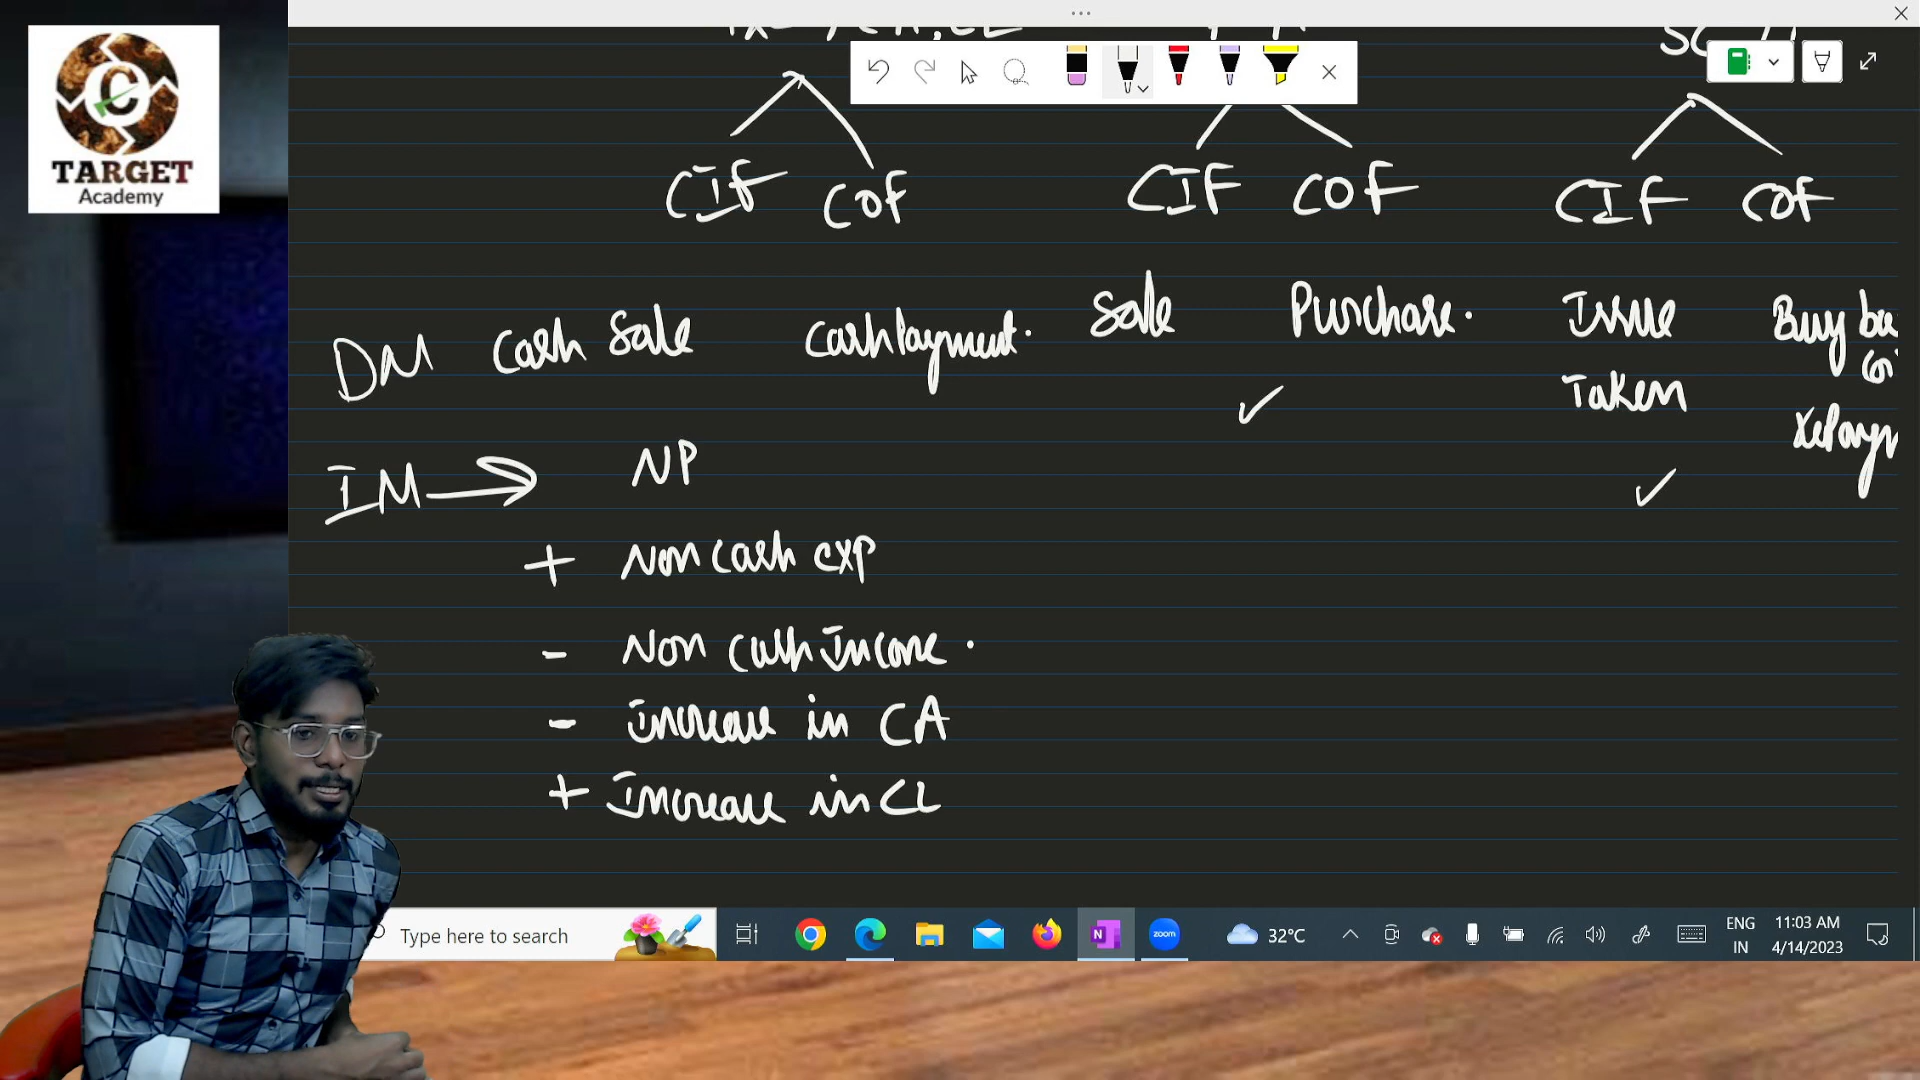 TARGET
Academy
CIF COF CIF COF CIF COF
DM Cash Sale Cash Payment. Sale Purchase. Issue Buy
Taken
IM → NP
+ Non cash exp
- Non cash Income.
- Increase in CA
+ Increase in CL
Type here to search
zoom
32°C
ENG
IN
11:03 AM
4/14/2023